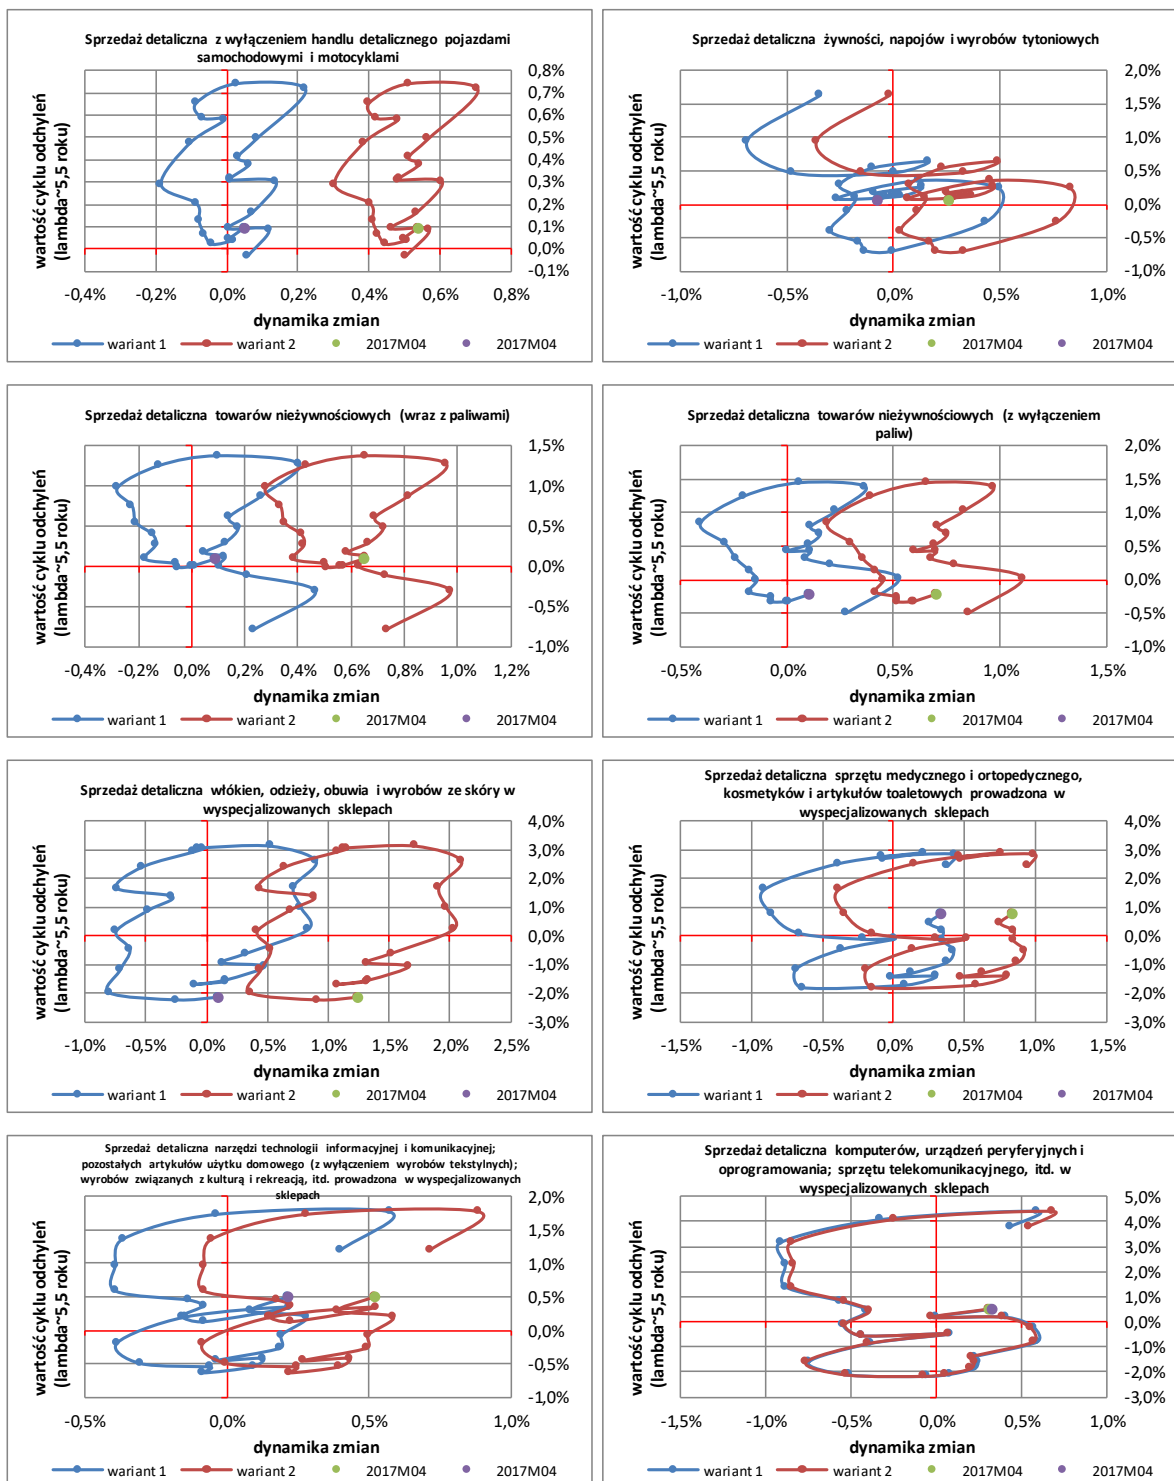 Sprzedaż detaliczna z wyłączeniem handlu detalicznego pojazdami
samochodowymi i motocyklami
0,8%
0,7%
0,6%
0,5%
0,4%
0,3%
0,2%
0,1%
0,0%
-0,1%
wartość cyklu odchyleń
(lambda~5,5 roku)
-0,4% -0,2% 0,0% 0,2% 0,4% 0,6% 0,8%
dynamika zmian
wariant 1 wariant 2 2017M04 2017M04
Sprzedaż detaliczna żywności, napojów i wyrobów tytoniowych
2,0%
1,5%
1,0%
0,5%
0,0%
-0,5%
-1,0%
wartość cyklu odchyleń
(lambda~5,5 roku)
-1,0% -0,5% 0,0% 0,5% 1,0%
dynamika zmian
wariant 1 wariant 2 2017M04 2017M04
Sprzedaż detaliczna towarów nieżywnościowych (wraz z paliwami)
1,5%
1,0%
0,5%
0,0%
-0,5%
-1,0%
wartość cyklu odchyleń
(lambda~5,5 roku)
-0,4% -0,2% 0,0% 0,2% 0,4% 0,6% 0,8% 1,0% 1,2%
dynamika zmian
wariant 1 wariant 2 2017M04 2017M04
Sprzedaż detaliczna towarów nieżywnościowych (z wyłączeniem
paliw)
2,0%
1,5%
1,0%
0,5%
0,0%
-0,5%
-1,0%
wartość cyklu odchyleń
(lambda~5,5 roku)
-0,5% 0,0% 0,5% 1,0% 1,5%
dynamika zmian
wariant 1 wariant 2 2017M04 2017M04
Sprzedaż detaliczna włókien, odzieży, obuwia i wyrobów ze skóry w
wyspecjalizowanych sklepach
4,0%
3,0%
2,0%
1,0%
0,0%
-1,0%
-2,0%
-3,0%
wartość cyklu odchyleń
(lambda~5,5 roku)
-1,0% -0,5% 0,0% 0,5% 1,0% 1,5% 2,0% 2,5%
dynamika zmian
wariant 1 wariant 2 2017M04 2017M04
Sprzedaż detaliczna sprzętu medycznego i ortopedycznego,
kosmetyków i artykułów toaletowych prowadzona w
wyspecjalizowanych sklepach
4,0%
3,0%
2,0%
1,0%
0,0%
-1,0%
-2,0%
-3,0%
wartość cyklu odchyleń
(lambda~5,5 roku)
-1,5% -1,0% -0,5% 0,0% 0,5% 1,0% 1,5%
dynamika zmian
wariant 1 wariant 2 2017M04 2017M04
Sprzedaż detaliczna narzędzi technologii informacyjnej i komunikacyjnej;
pozostałych artykułów użytku domowego (z wyłączeniem wyrobów tekstylnych);
wyrobów związanych z kulturą i rekreacją, itd. prowadzona w wyspecjalizowanych
sklepach
2,0%
1,5%
1,0%
0,5%
0,0%
-0,5%
-1,0%
wartość cyklu odchyleń
(lambda~5,5 roku)
-0,5% 0,0% 0,5% 1,0%
dynamika zmian
wariant 1 wariant 2 2017M04 2017M04
Sprzedaż detaliczna komputerów, urządzeń peryferyjnych i
oprogramowania; sprzętu telekomunikacyjnego, itd. w
wyspecjalizowanych sklepach
5,0%
4,0%
3,0%
2,0%
1,0%
0,0%
-1,0%
-2,0%
-3,0%
wartość cyklu odchyleń
(lambda~5,5 roku)
-1,5% -1,0% -0,5% 0,0% 0,5% 1,0%
dynamika zmian
wariant 1 wariant 2 2017M04 2017M04